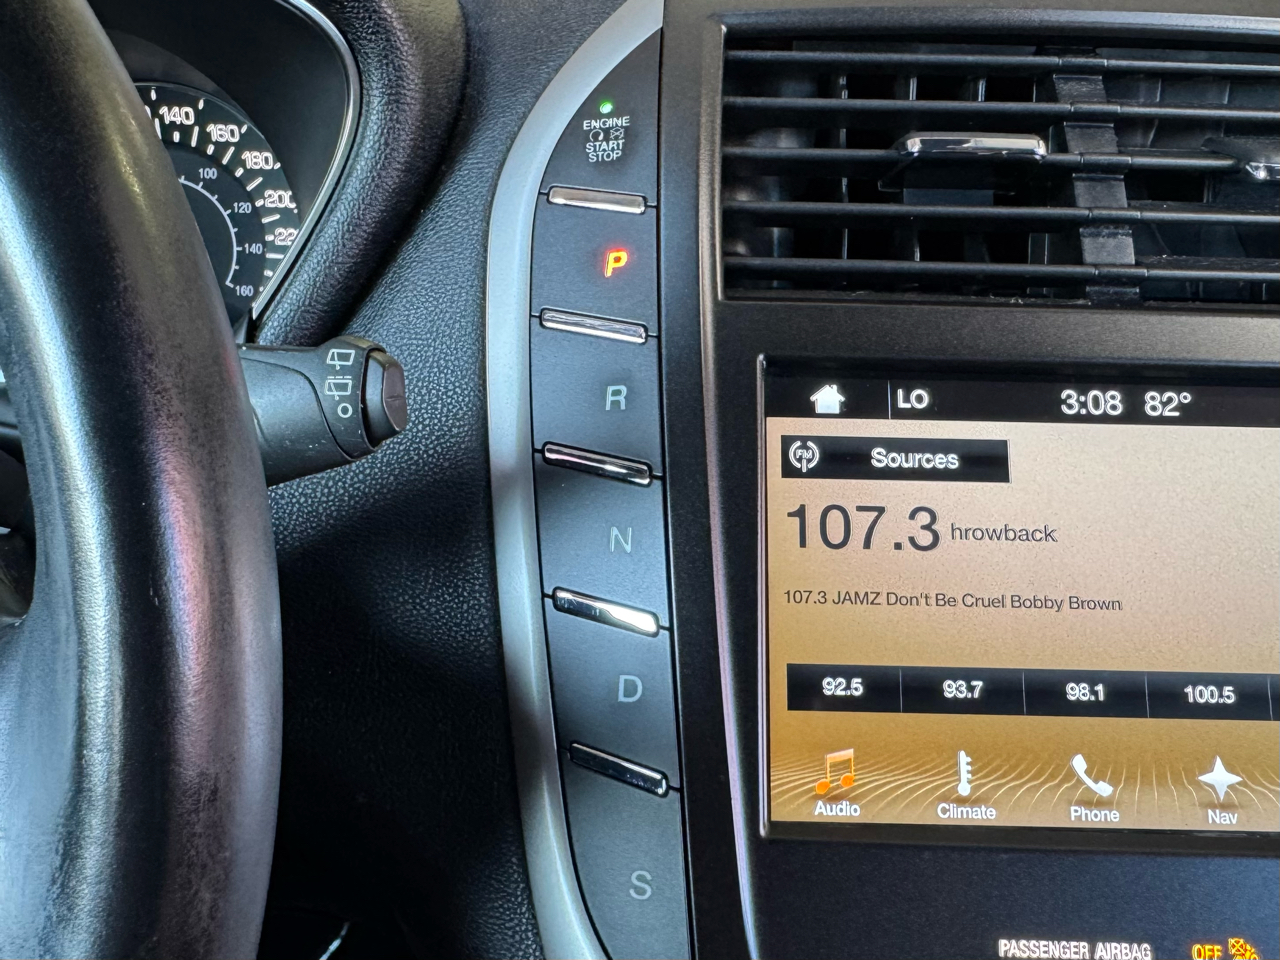 140
160
180
200
100
120
140
160
ENGINE
START
STOP
P
R
N
D
S
LO
3:08 82°
FM
Sources
107.3 hrowback
107.3 JAMZ Don't Be Cruel Bobby Brown
92.5 93.7 98.1 100.5
Audio Climate Phone Nav
PASSENGER AIRBAG OFF